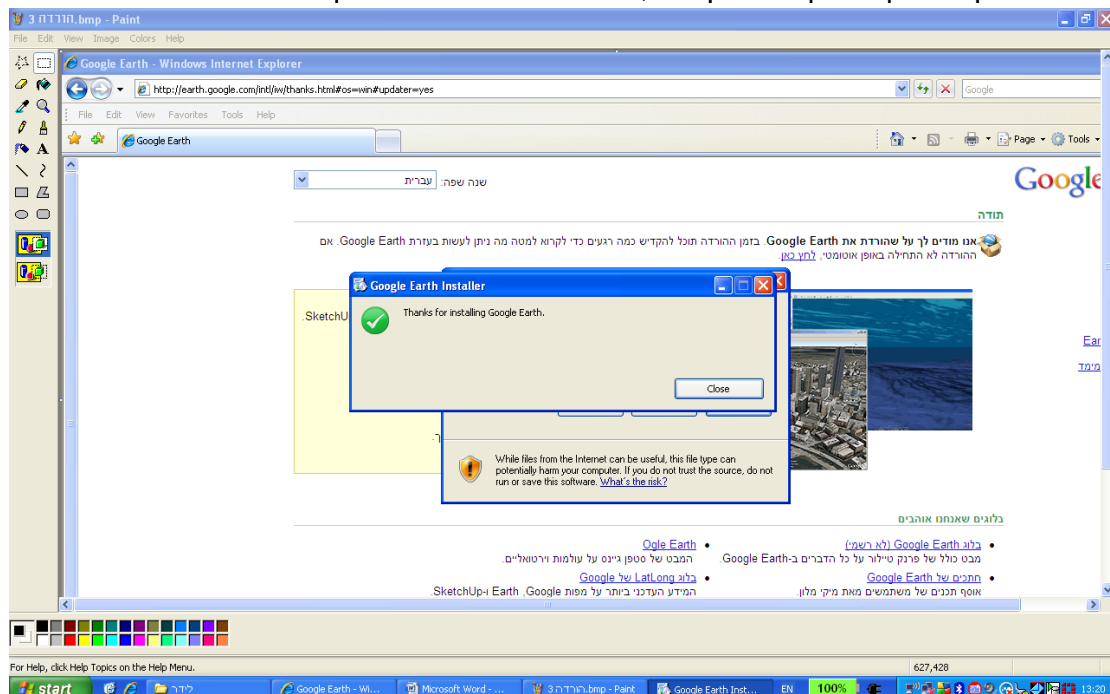 הורדה 3.bmp - Paint
File Edit View Image Colors Help
Google Earth - Windows Internet Explorer
http://earth.google.com/intl/iw/thanks.html#os=win#updater=yes
Google
File Edit View Favorites Tools Help
Google Earth
Page Tools
שנה שפה: עברית
Google
תודה
אנו מודים לך על שהורדת את Google Earth. בזמן ההורדה תוכל להקדיש כמה רגעים כדי לקרוא למטה מה ניתן לעשות בעזרת Google Earth. אם
ההורדה לא התחילה באופן אוטומטי, לחץ כאן.
Google Earth Installer
Thanks for installing Google Earth.
SketchU
Ear
מימד
Close
ך.
While files from the Internet can be useful, this file type can
potentially harm your computer. If you do not trust the source, do not
run or save this software. What's the risk?
בלוגים שאנחנו אוהבים
בלוג Google Earth (לא רשמי)
מבט כולל של פרנק טיילור על כל הדברים ב-Google Earth.
Ogle Earth
המבט של סטפן גיינס על עולמות וירטואליים.
חתכים של Google Earth
אוסף תכנים של משתמשים מאת מיקי מלון.
בלוג LatLong של Google
המידע העדכני ביותר על מפות Google, Earth ו-SketchUp.
For Help, click Help Topics on the Help Menu.
627,428
start
לידר
Google Earth - Wi...
Microsoft Word - ...
הורדה 3.bmp - Paint
Google Earth Inst...
EN
100%
13:20